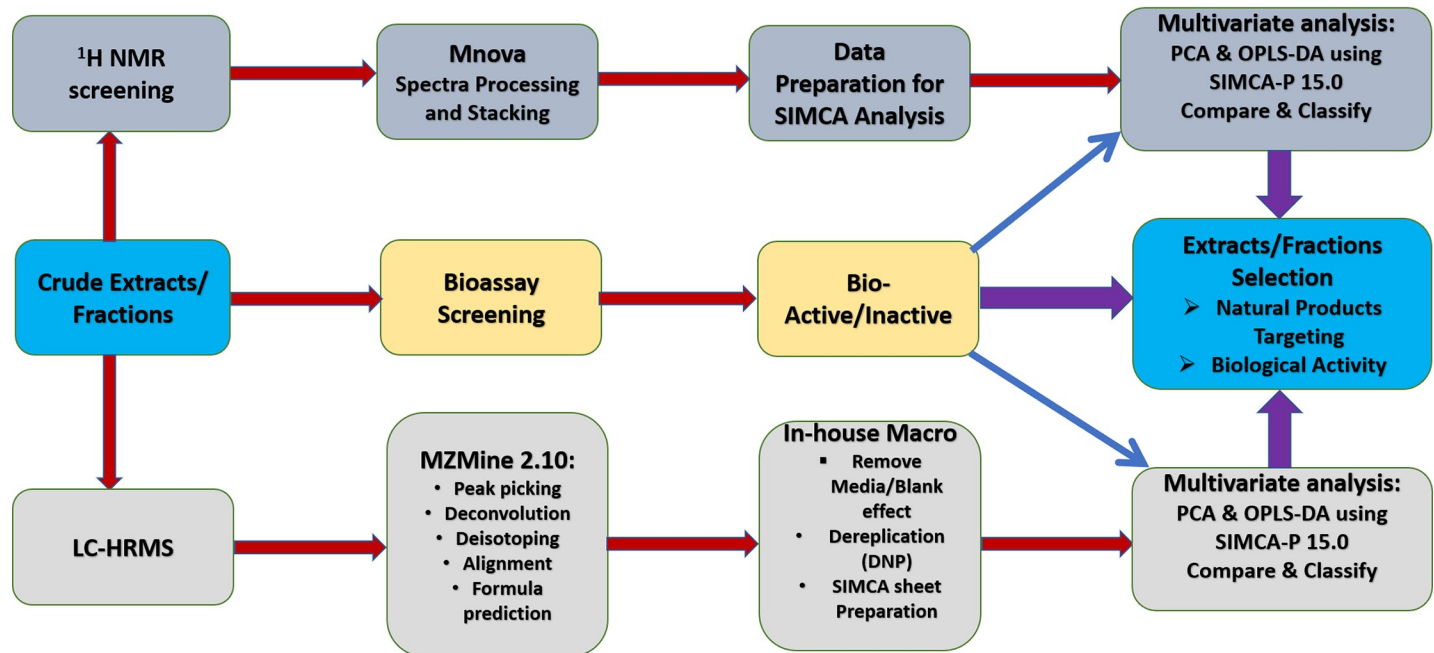 ¹H NMR
screening
Mnova
Spectra Processing
and Stacking
Data
Preparation for
SIMCA Analysis
Multivariate analysis:
PCA & OPLS-DA using
SIMCA-P 15.0
Compare & Classify
Crude Extracts/
Fractions
Bioassay
Screening
Bio-
Active/Inactive
Extracts/Fractions
Selection
➢ Natural Products
Targeting
➢ Biological Activity
LC-HRMS
MZMine 2.10:
• Peak picking
• Deconvolution
• Deisotoping
• Alignment
• Formula
prediction
In-house Macro
▪ Remove
Media/Blank
effect
• Dereplication
(DNP)
• SIMCA sheet
Preparation
Multivariate analysis:
PCA & OPLS-DA using
SIMCA-P 15.0
Compare & Classify